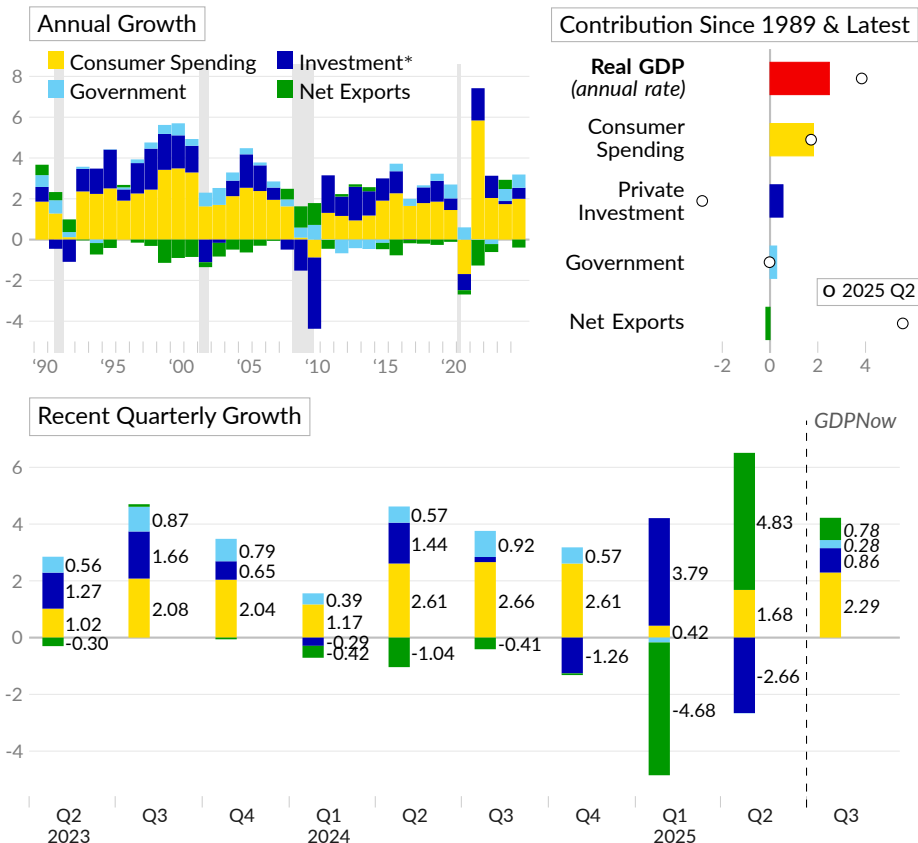 Annual Growth
Consumer Spending
Investment*
Government
Net Exports
8
6
4
2
0
-2
-4
‘90
‘95
‘00
‘05
‘10
‘15
‘20
Contribution Since 1989 & Latest
Real GDP
(annual rate)
Consumer
Spending
Private
Investment
Government
Net Exports
2025 Q2
-2
0
2
4
Recent Quarterly Growth
GDPNow
6
4
2
0
-2
-4
0.56
1.27
1.02
-0.30
0.87
1.66
2.08
0.79
0.65
2.04
0.39
1.17
-0.29
-0.42
0.57
1.44
2.61
-1.04
0.92
2.66
-0.41
0.57
2.61
-1.26
3.79
0.42
-4.68
4.83
1.68
-2.66
0.78
0.28
0.86
2.29
Q2
2023
Q3
Q4
Q1
2024
Q2
Q3
Q4
Q1
2025
Q2
Q3